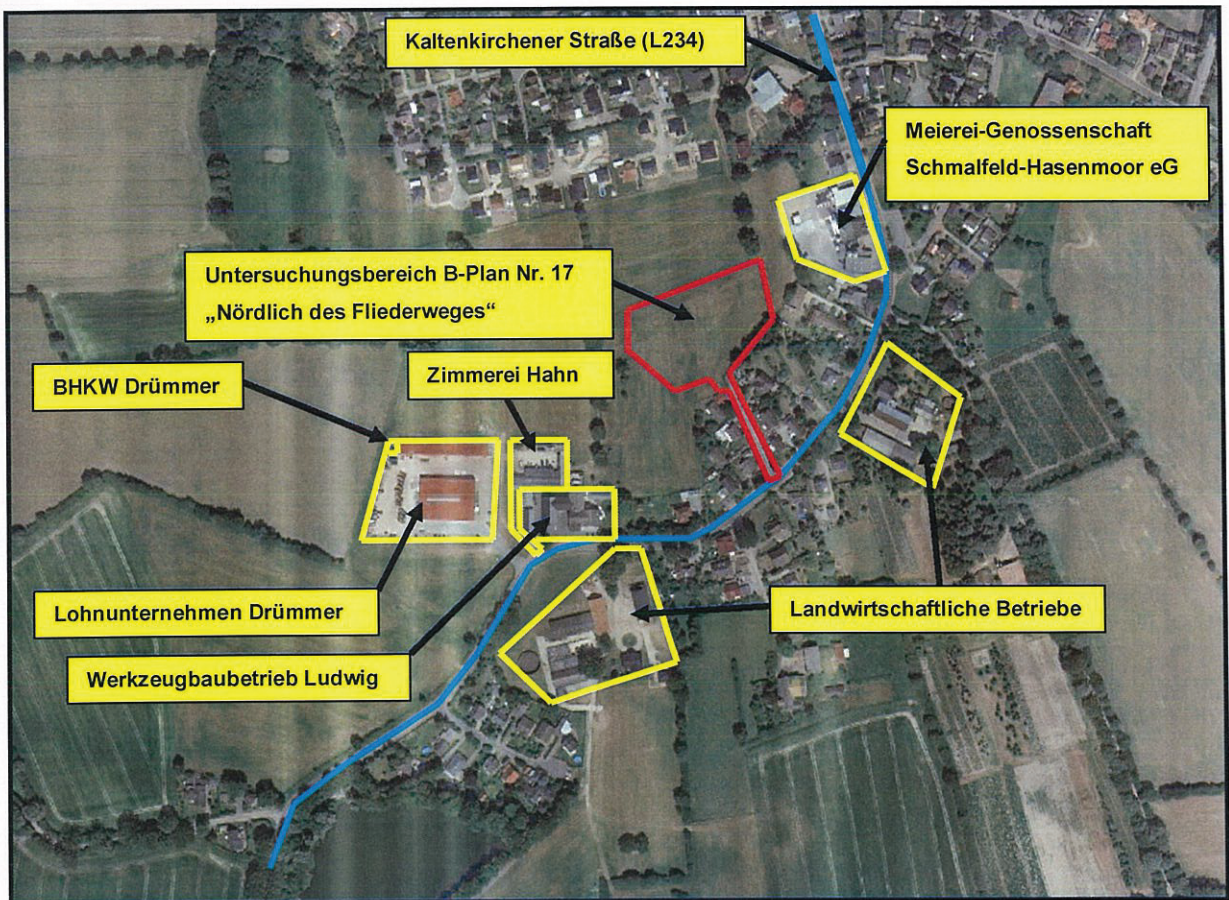 Kaltenkirchener Straße (L234)
Meierei-Genossenschaft
Schmalfeld-Hasenmoor eG
Untersuchungsbereich B-Plan Nr. 17
„Nördlich des Fliederweges“
BHKW Drümmer
Zimmerei Hahn
Lohnunternehmen Drümmer
Landwirtschaftliche Betriebe
Werkzeugbaubetrieb Ludwig